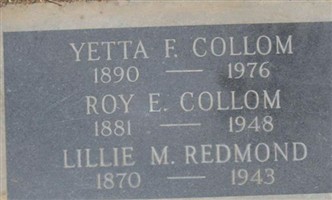 YETTA F. COLLOM
1890 — 1976
ROY E. COLLOM
1881 — 1948
LILLIE M. REDMOND
1870 — 1943